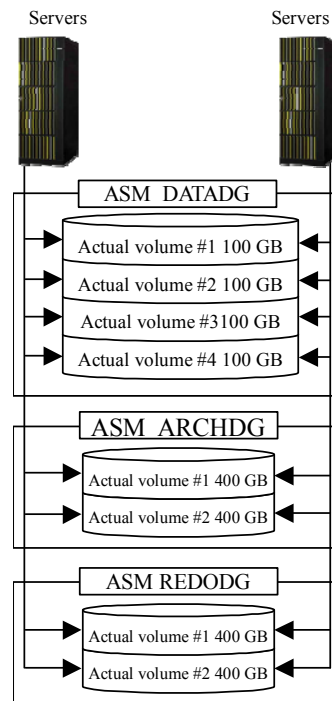 Servers Servers
ASM DATADG
Actual volume #1 100 GB
Actual volume #2 100 GB
Actual volume #3100 GB
Actual volume #4 100 GB
ASM ARCHDG
Actual volume #1 400 GB
Actual volume #2 400 GB
ASM REDODG
Actual volume #1 400 GB
Actual volume #2 400 GB